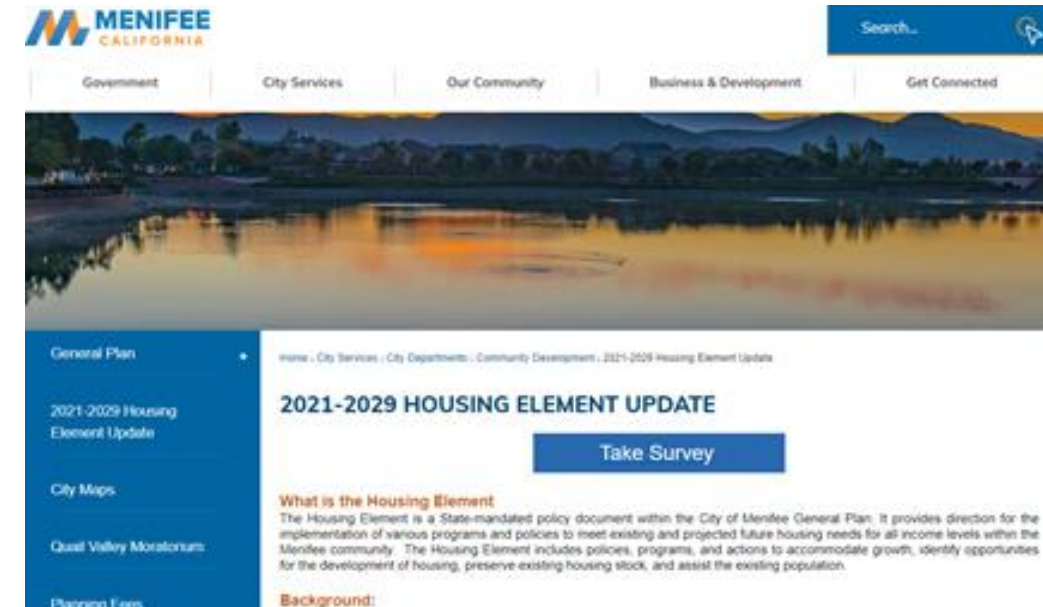 MENIFEE
CALIFORNIA
Search...
Government
City Services
Our Community
Business & Development
Get Connected
General Plan
2021-2029 Housing
Element Update
City Maps
Quail Valley Moratorium
Planning Fees
Home › City Services › City Departments › Community Development › 2021-2029 Housing Element Update
2021-2029 HOUSING ELEMENT UPDATE
Take Survey
What is the Housing Element
The Housing Element is a State-mandated policy document within the City of Menifee General Plan. It provides direction for the
implementation of various programs and policies to meet existing and projected future housing needs for all income levels within the
Menifee community. The Housing Element includes policies, programs, and actions to accommodate growth, identify opportunities
for the development of housing, preserve existing housing stock, and assist the existing population.
Background: